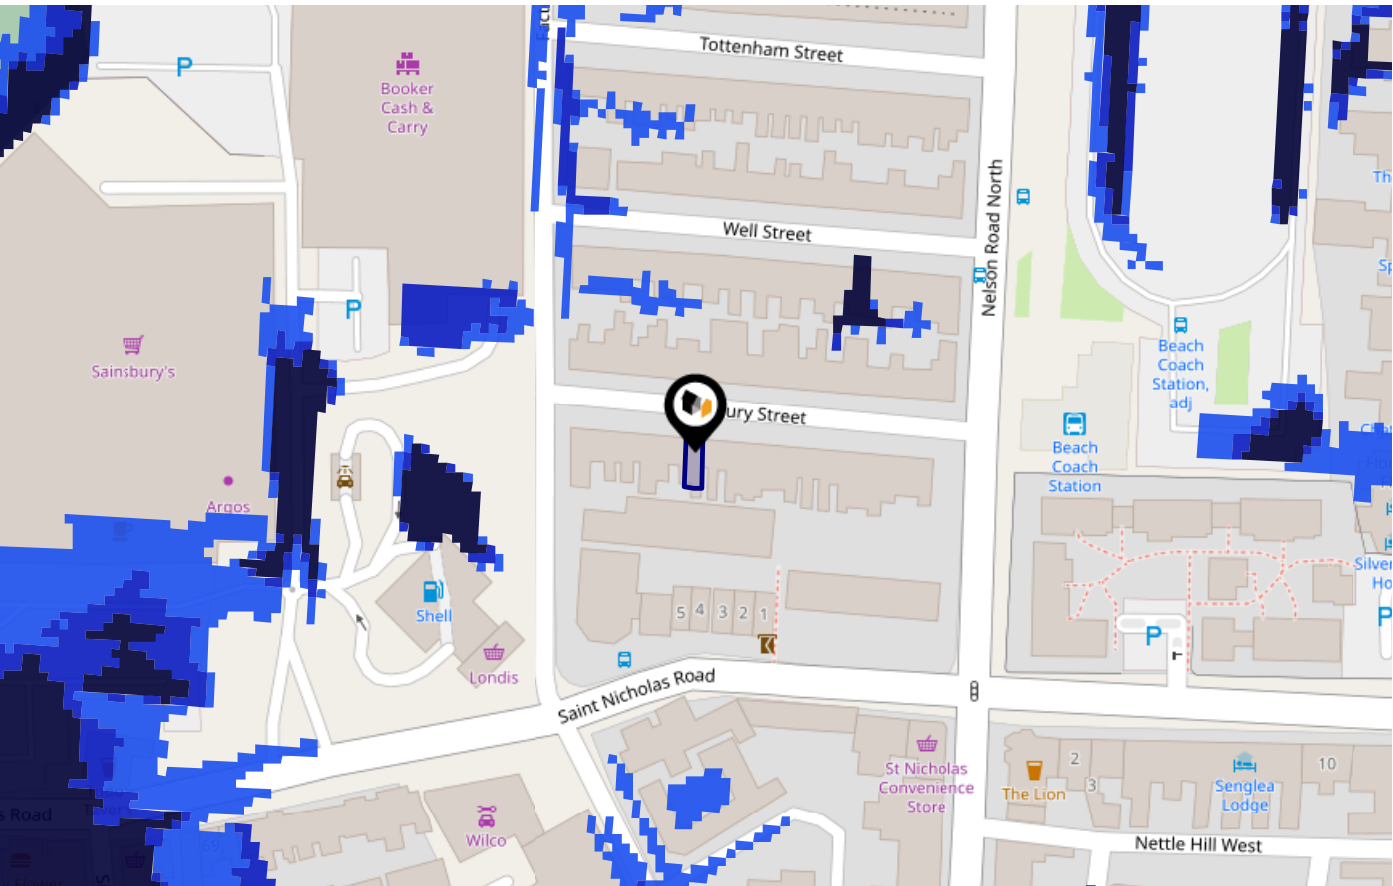 Tottenham Street
Booker
Cash &
Carry
P
P
Well Street
Nelson Road North
Sainsbury's
Beach
Coach
Station,
adj
ury Street
Beach
Coach
Station
Argos
Shell
Londis
5 4 3 2 1
P
P
Saint Nicholas Road
St Nicholas
Convenience
Store
The Lion
2
3
Senglea
Lodge
10
Wilco
69
s Road
Nettle Hill West